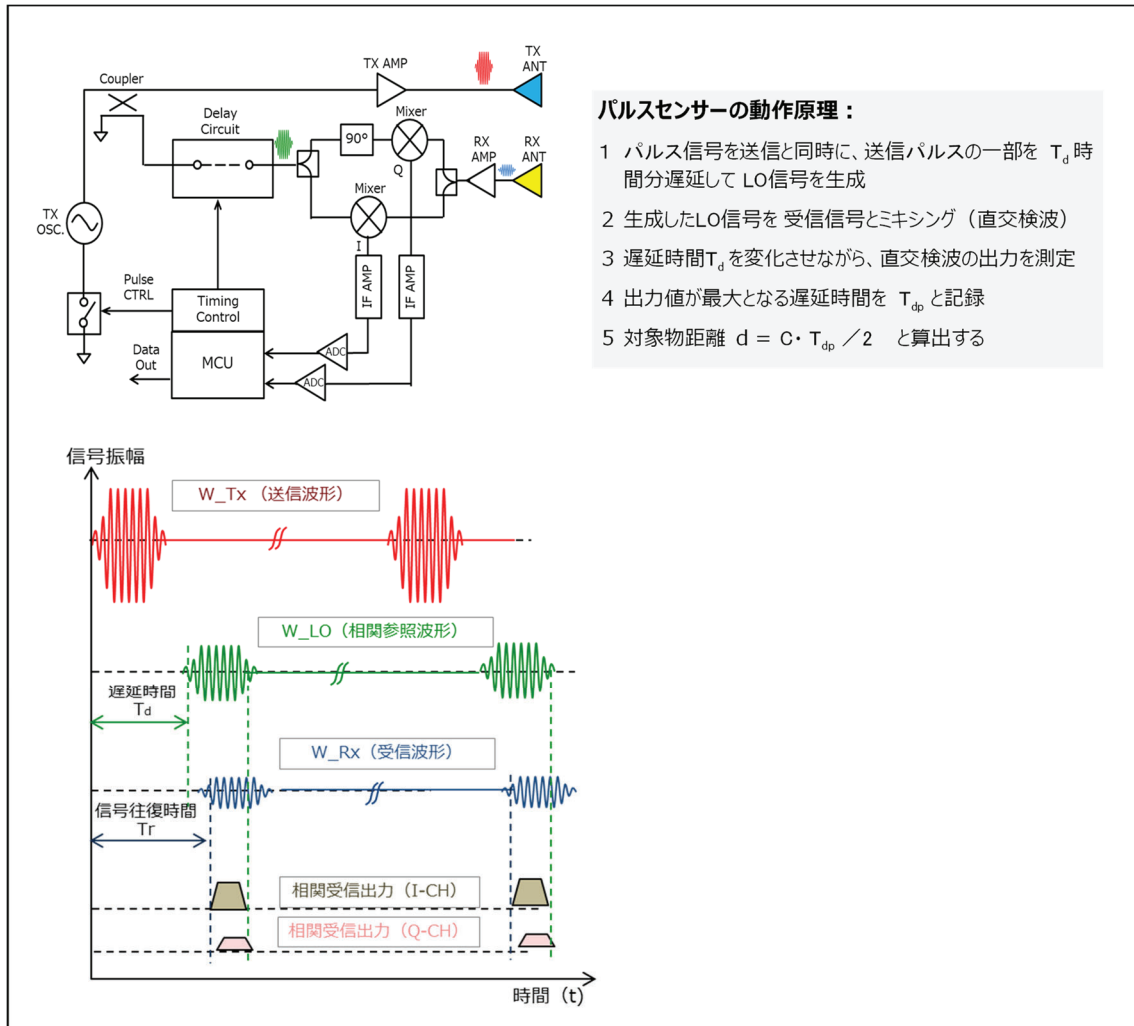 TX AMP
TX
ANT
Coupler
Delay
Circuit
Mixer
90°
RX
AMP
RX
ANT
Q
Mixer
TX
OSC.
I
IF AMP
IF AMP
Pulse
CTRL
Timing
Control
Data
Out
MCU
ADC
ADC
パルスセンサーの動作原理：
1 パルス信号を送信と同時に、送信パルスの一部を Td 時
間分遅延して LO信号を生成
2 生成したLO信号を 受信信号とミキシング（直交検波）
3 遅延時間Td を変化させながら、直交検波の出力を測定
4 出力値が最大となる遅延時間を Tdp と記録
5 対象物距離 d = C・Tdp ／2 と算出する
信号振幅
W_Tx （送信波形）
W_LO（相関参照波形）
遅延時間
Td
W_Rx（受信波形）
信号往復時間
Tr
相関受信出力（I-CH）
相関受信出力（Q-CH）
時間（t）